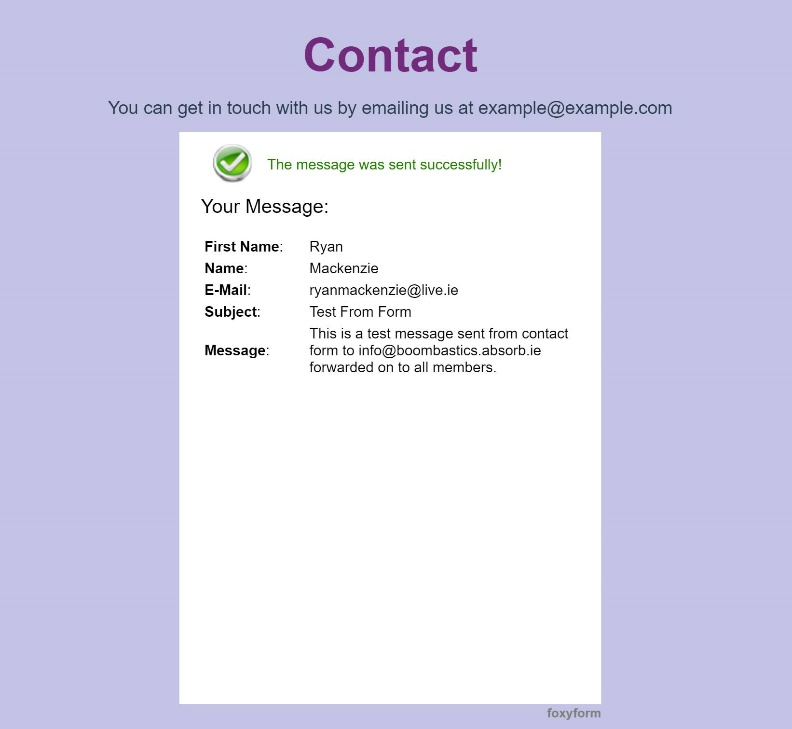 Contact
You can get in touch with us by emailing us at example@example.com
The message was sent successfully!
Your Message:
First Name: Ryan
Name: Mackenzie
E-Mail: ryanmackenzie@live.ie
Subject: Test From Form
This is a test message sent from contact
Message: form to info@boombastics.absorb.ie
forwarded on to all members.
foxyform